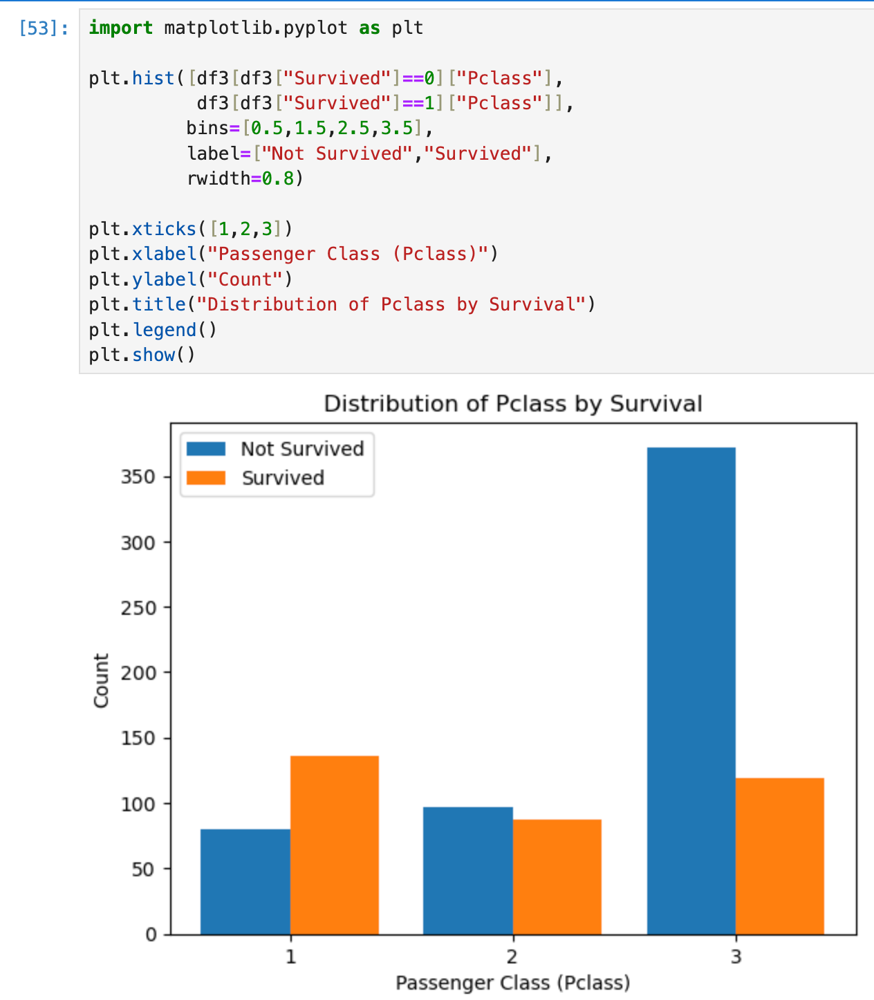 [53]: import matplotlib.pyplot as plt
plt.hist([df3[df3["Survived"]==0]["Pclass"],
df3[df3["Survived"]==1]["Pclass"]],
bins=[0.5,1.5,2.5,3.5],
label=["Not Survived","Survived"],
rwidth=0.8)
plt.xticks([1,2,3])
plt.xlabel("Passenger Class (Pclass)")
plt.ylabel("Count")
plt.title("Distribution of Pclass by Survival")
plt.legend()
plt.show()
Distribution of Pclass by Survival
Not Survived
Survived
350
300
250
200
150
100
50
0
Count
1 2 3
Passenger Class (Pclass)